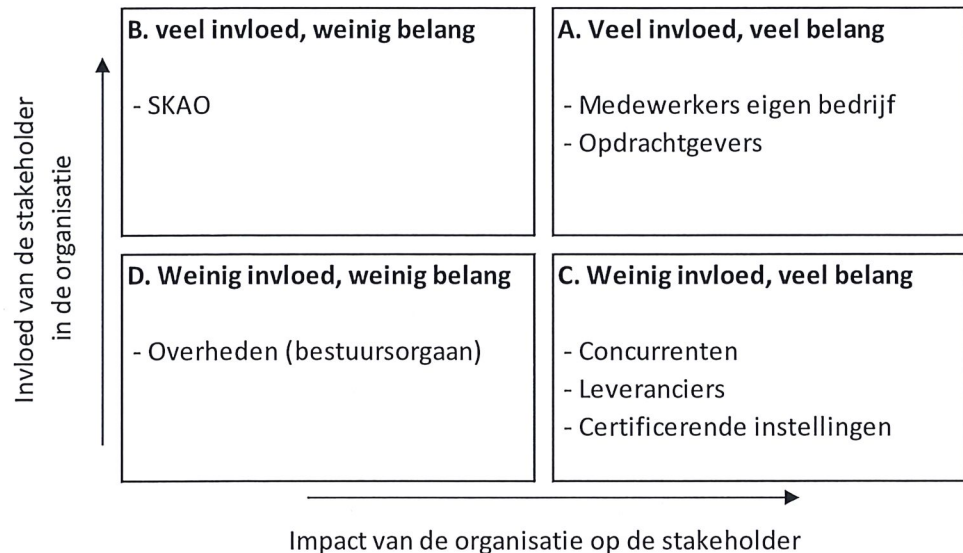 B. veel invloed, weinig belang
- SKAO
A. Veel invloed, veel belang
- Medewerkers eigen bedrijf
- Opdrachtgevers
Invloed van de stakeholder
in de organisatie
D. Weinig invloed, weinig belang
- Overheden (bestuursorgaan)
C. Weinig invloed, veel belang
- Concurrenten
- Leveranciers
- Certificerende instellingen
Impact van de organisatie op de stakeholder